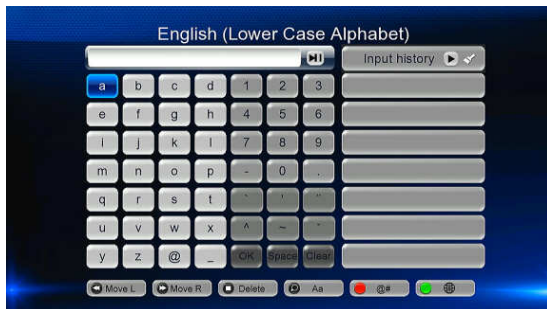 English (Lower Case Alphabet)
Input history
a b c d 1 2 3
e f g h 4 5 6
i j k l 7 8 9
m n o p - 0 .
q r s t
u v w x ^ ~
y z @ _ OK Space Clear
Move L Move R Delete Aa @#